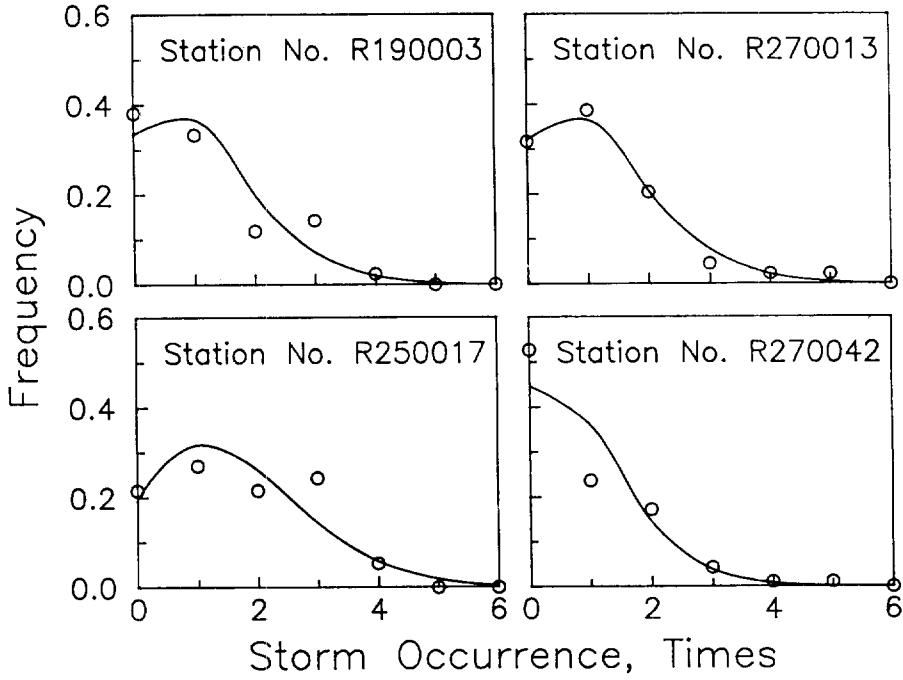 0.6
Station No. R190003
Station No. R270013
0.4
0.2
0.0
0.6
Station No. R250017
Station No. R270042
0.4
0.2
0.0
0 2 4 6 0 2 4 6
Frequency
Storm Occurrence, Times